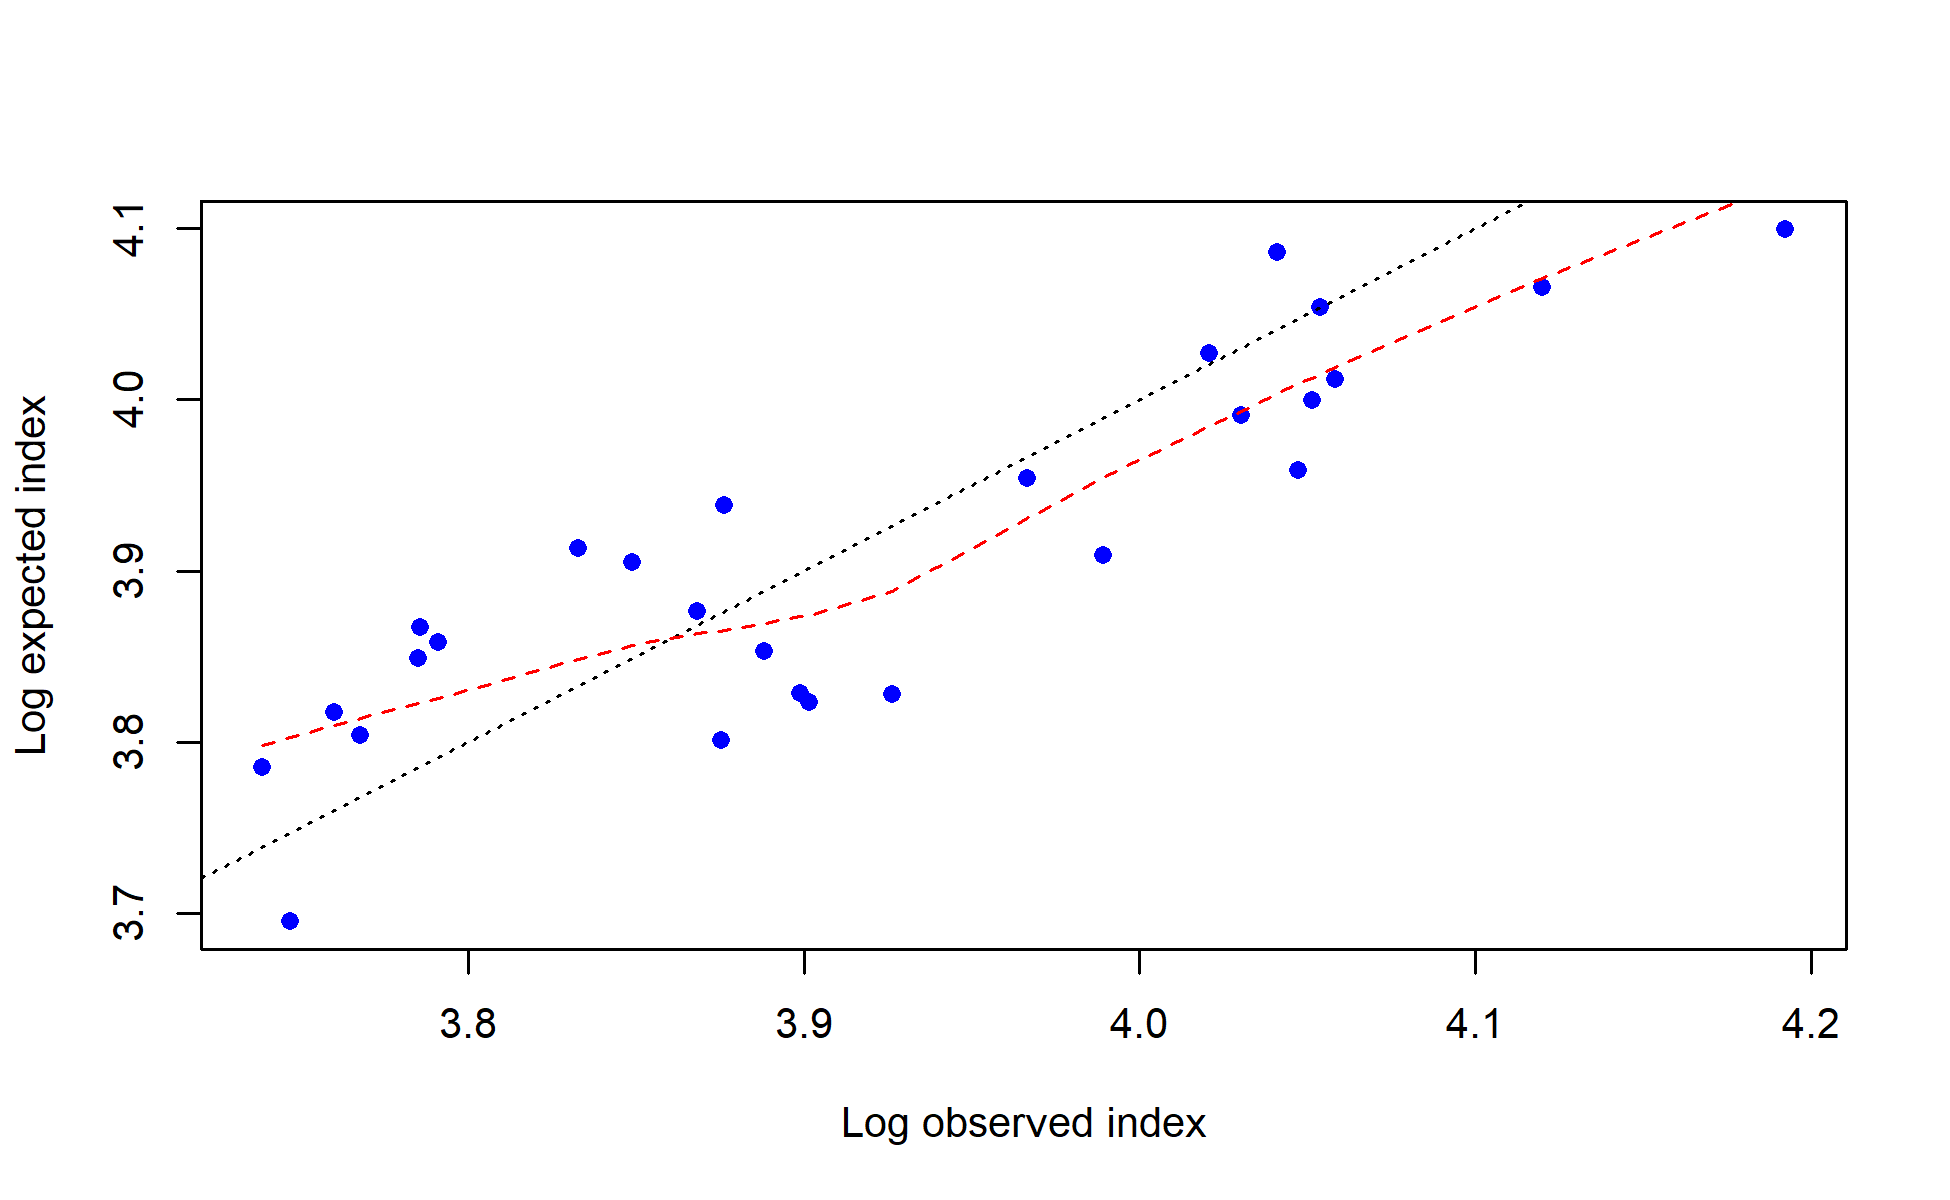 4.1
4.0
3.9
3.8
3.7
Log expected index
3.8 3.9 4.0 4.1 4.2
Log observed index